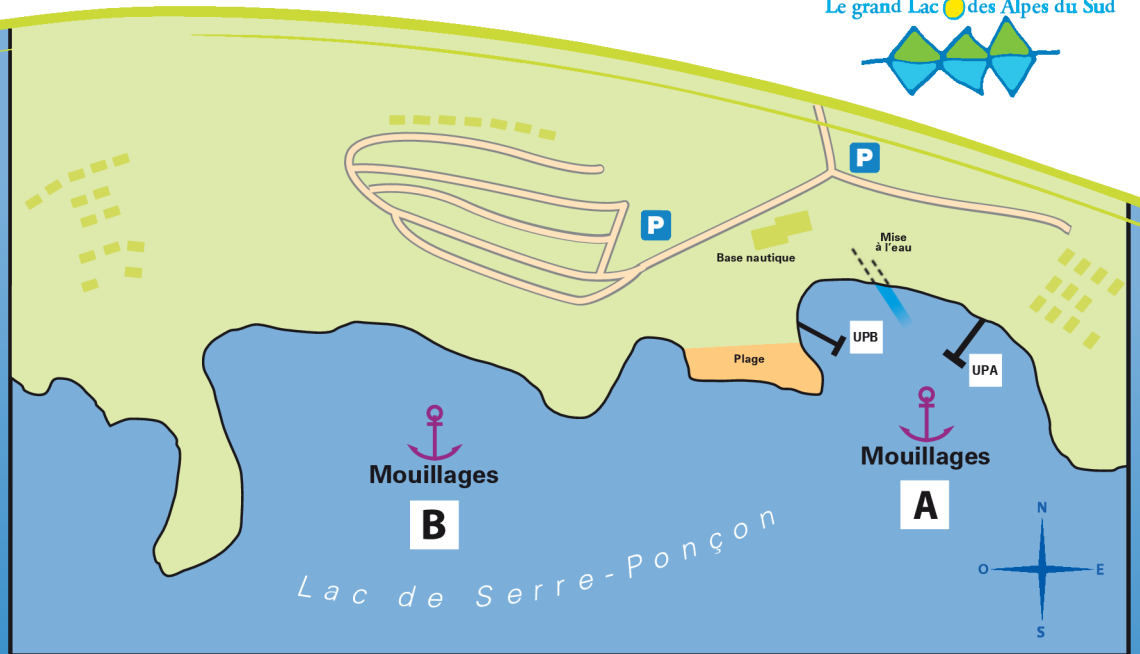 Le grand Lac des Alpes du Sud
P
P
Mise
à l'eau
Base nautique
UPB
Plage
UPA
Mouillages
A
Mouillages
B
Lac de Serre-Ponçon
N
O
E
S